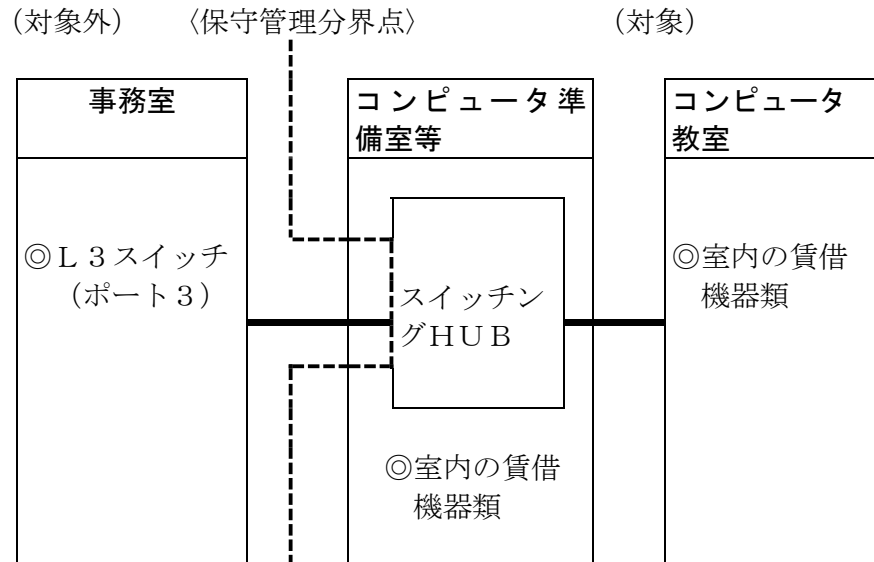 （対象外）　〈保守管理分界点〉　（対象）
事務室
コンピュータ準
備室等
コンピュータ
教室
◎Ｌ３スイッチ
（ポート３）
スイッチン
グＨＵＢ
◎室内の賃借
機器類
◎室内の賃借
機器類